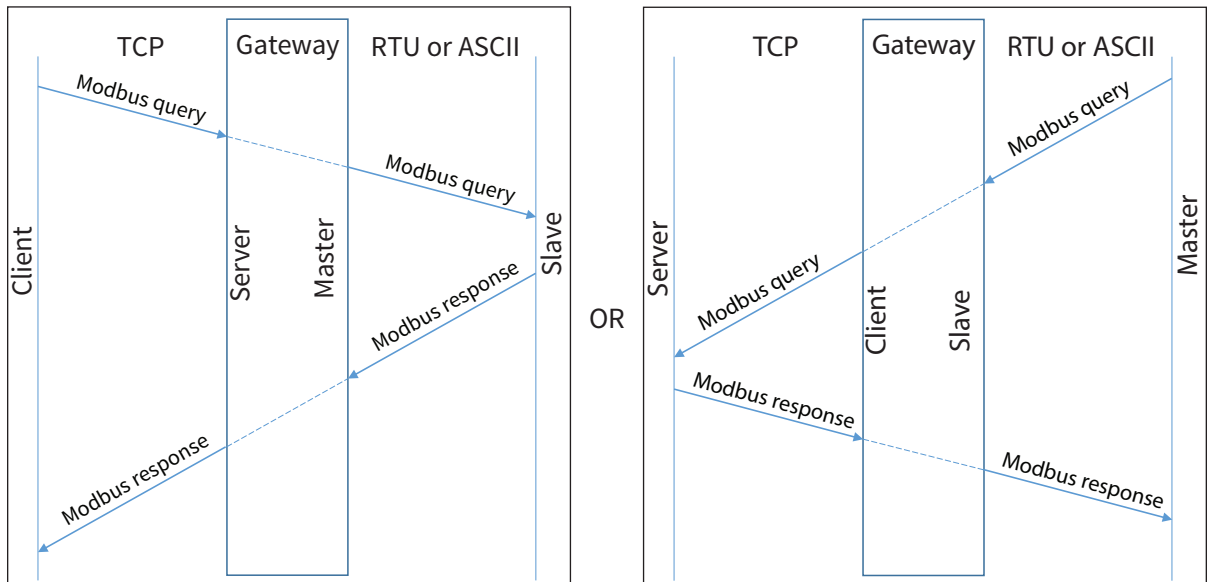 TCP
Gateway
RTU or ASCII
Modbus query
Modbus query
Client
Server
Master
Slave
Modbus response
Modbus response
OR
TCP
Gateway
RTU or ASCII
Modbus query
Modbus query
Server
Client
Slave
Master
Modbus response
Modbus response